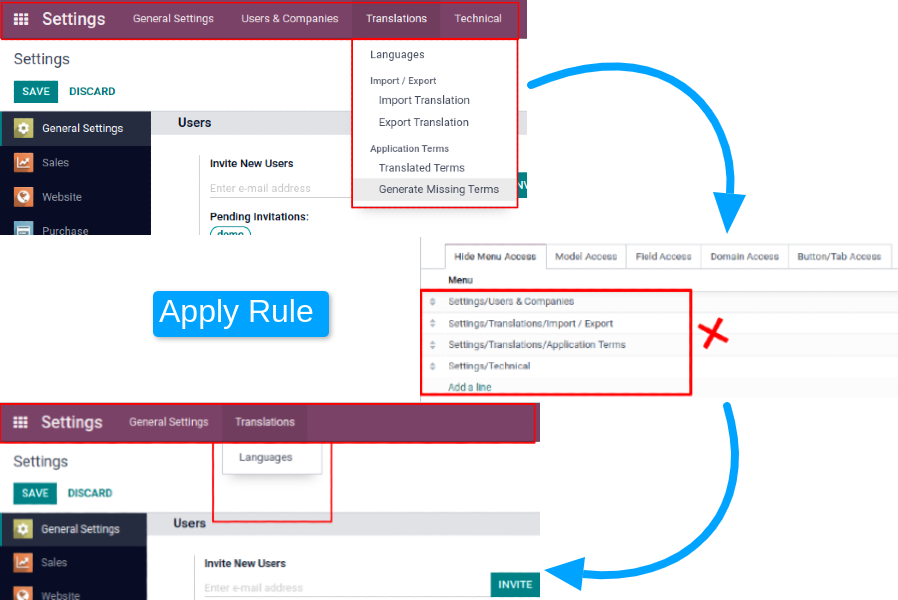 Settings General Settings Users & Companies Translations Technical
Settings
SAVE DISCARD
Languages
Import / Export
Import Translation
Export Translation
Application Terms
Translated Terms
Generate Missing Terms
General Settings
Sales
Website
Purchase
Users
Invite New Users
Enter e-mail address
Pending Invitations:
demo
Hide Menu Access Model Access Field Access Domain Access Button/Tab Access
Menu
Settings/Users & Companies
Settings/Translations/Import / Export
Settings/Translations/Application Terms
Settings/Technical
Add a line
Apply Rule
Settings General Settings Translations
Languages
Settings
SAVE DISCARD
General Settings
Sales
Website
Users
Invite New Users
Enter e-mail address
INVITE